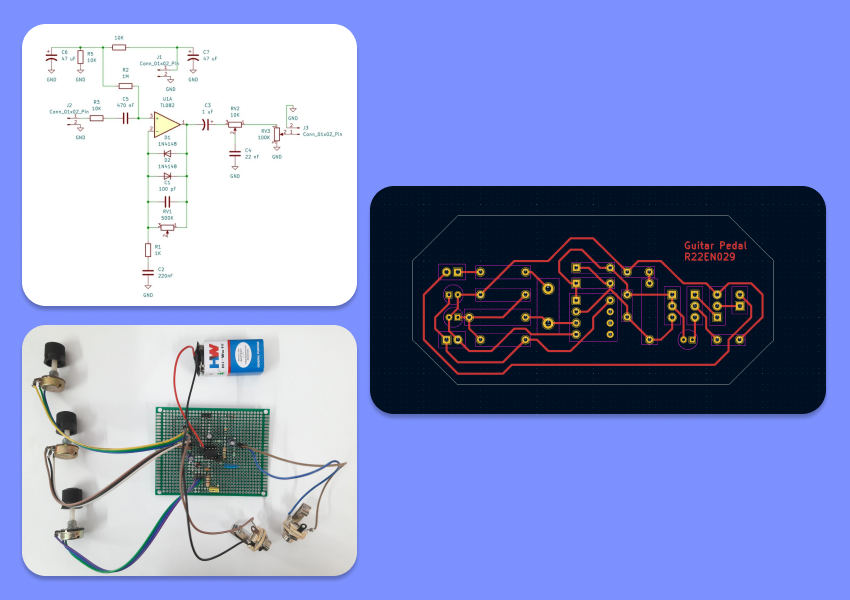 10K
C6
47 uF
R5
10K
C7
47 uF
GND
GND
J1
Conn_01x02_Pin
GND
GND
R2
1M
J2
Conn_01x02_Pin
R3
10K
C5
470 nF
U1A
TL082
C3
1 uF
RV2
10K
GND
J3
Conn_01x02_Pin
RV3
100K
GND
GND
D1
1N4148
D2
1N4148
C1
100 pf
RV1
500K
C4
22 nF
GND
R1
1K
C2
220nF
GND
Guitar Pedal
R22EN029
HW